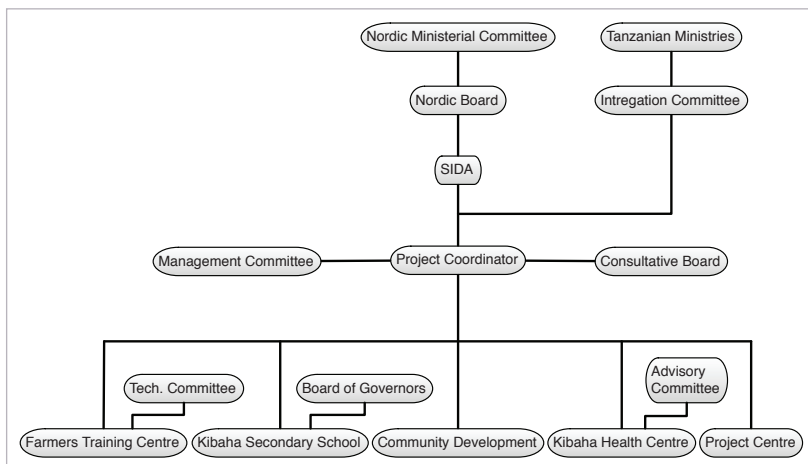 Nordic Ministerial Committee
Tanzanian Ministries
Nordic Board
Intregation Committee
SIDA
Management Committee
Project Coordinator
Consultative Board
Tech. Committee
Board of Governors
Advisory
Committee
Farmers Training Centre
Kibaha Secondary School
Community Development
Kibaha Health Centre
Project Centre